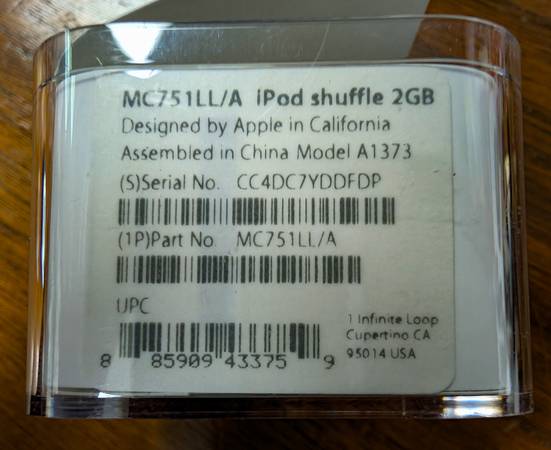 MC751LL/A iPod shuffle 2GB
Designed by Apple in California
Assembled in China Model A1373
(S)Serial No. CC4DC7YDDFDP
(1P)Part No. MC751LL/A
UPC
1 Infinite Loop
Cupertino CA
95014 USA
8 85909 43375 9